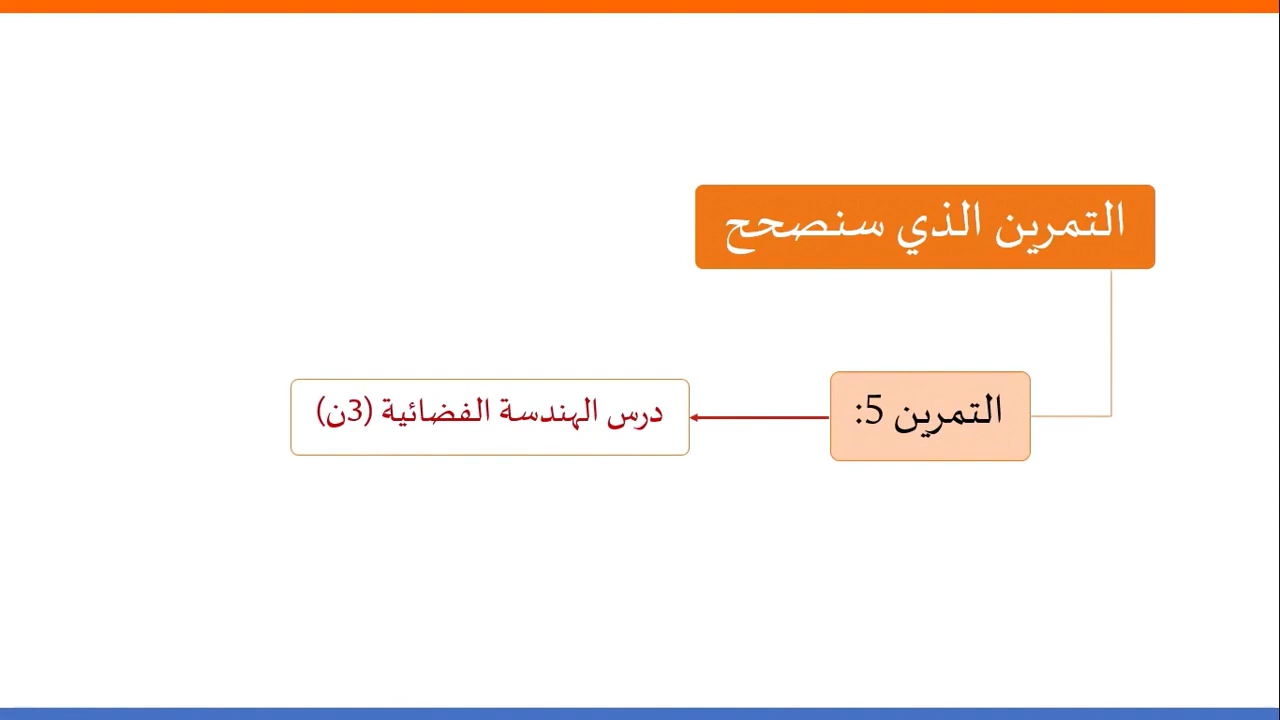 التمرين الذي سنصحح
التمرين 5:
درس الهندسة الفضائية (3ن)